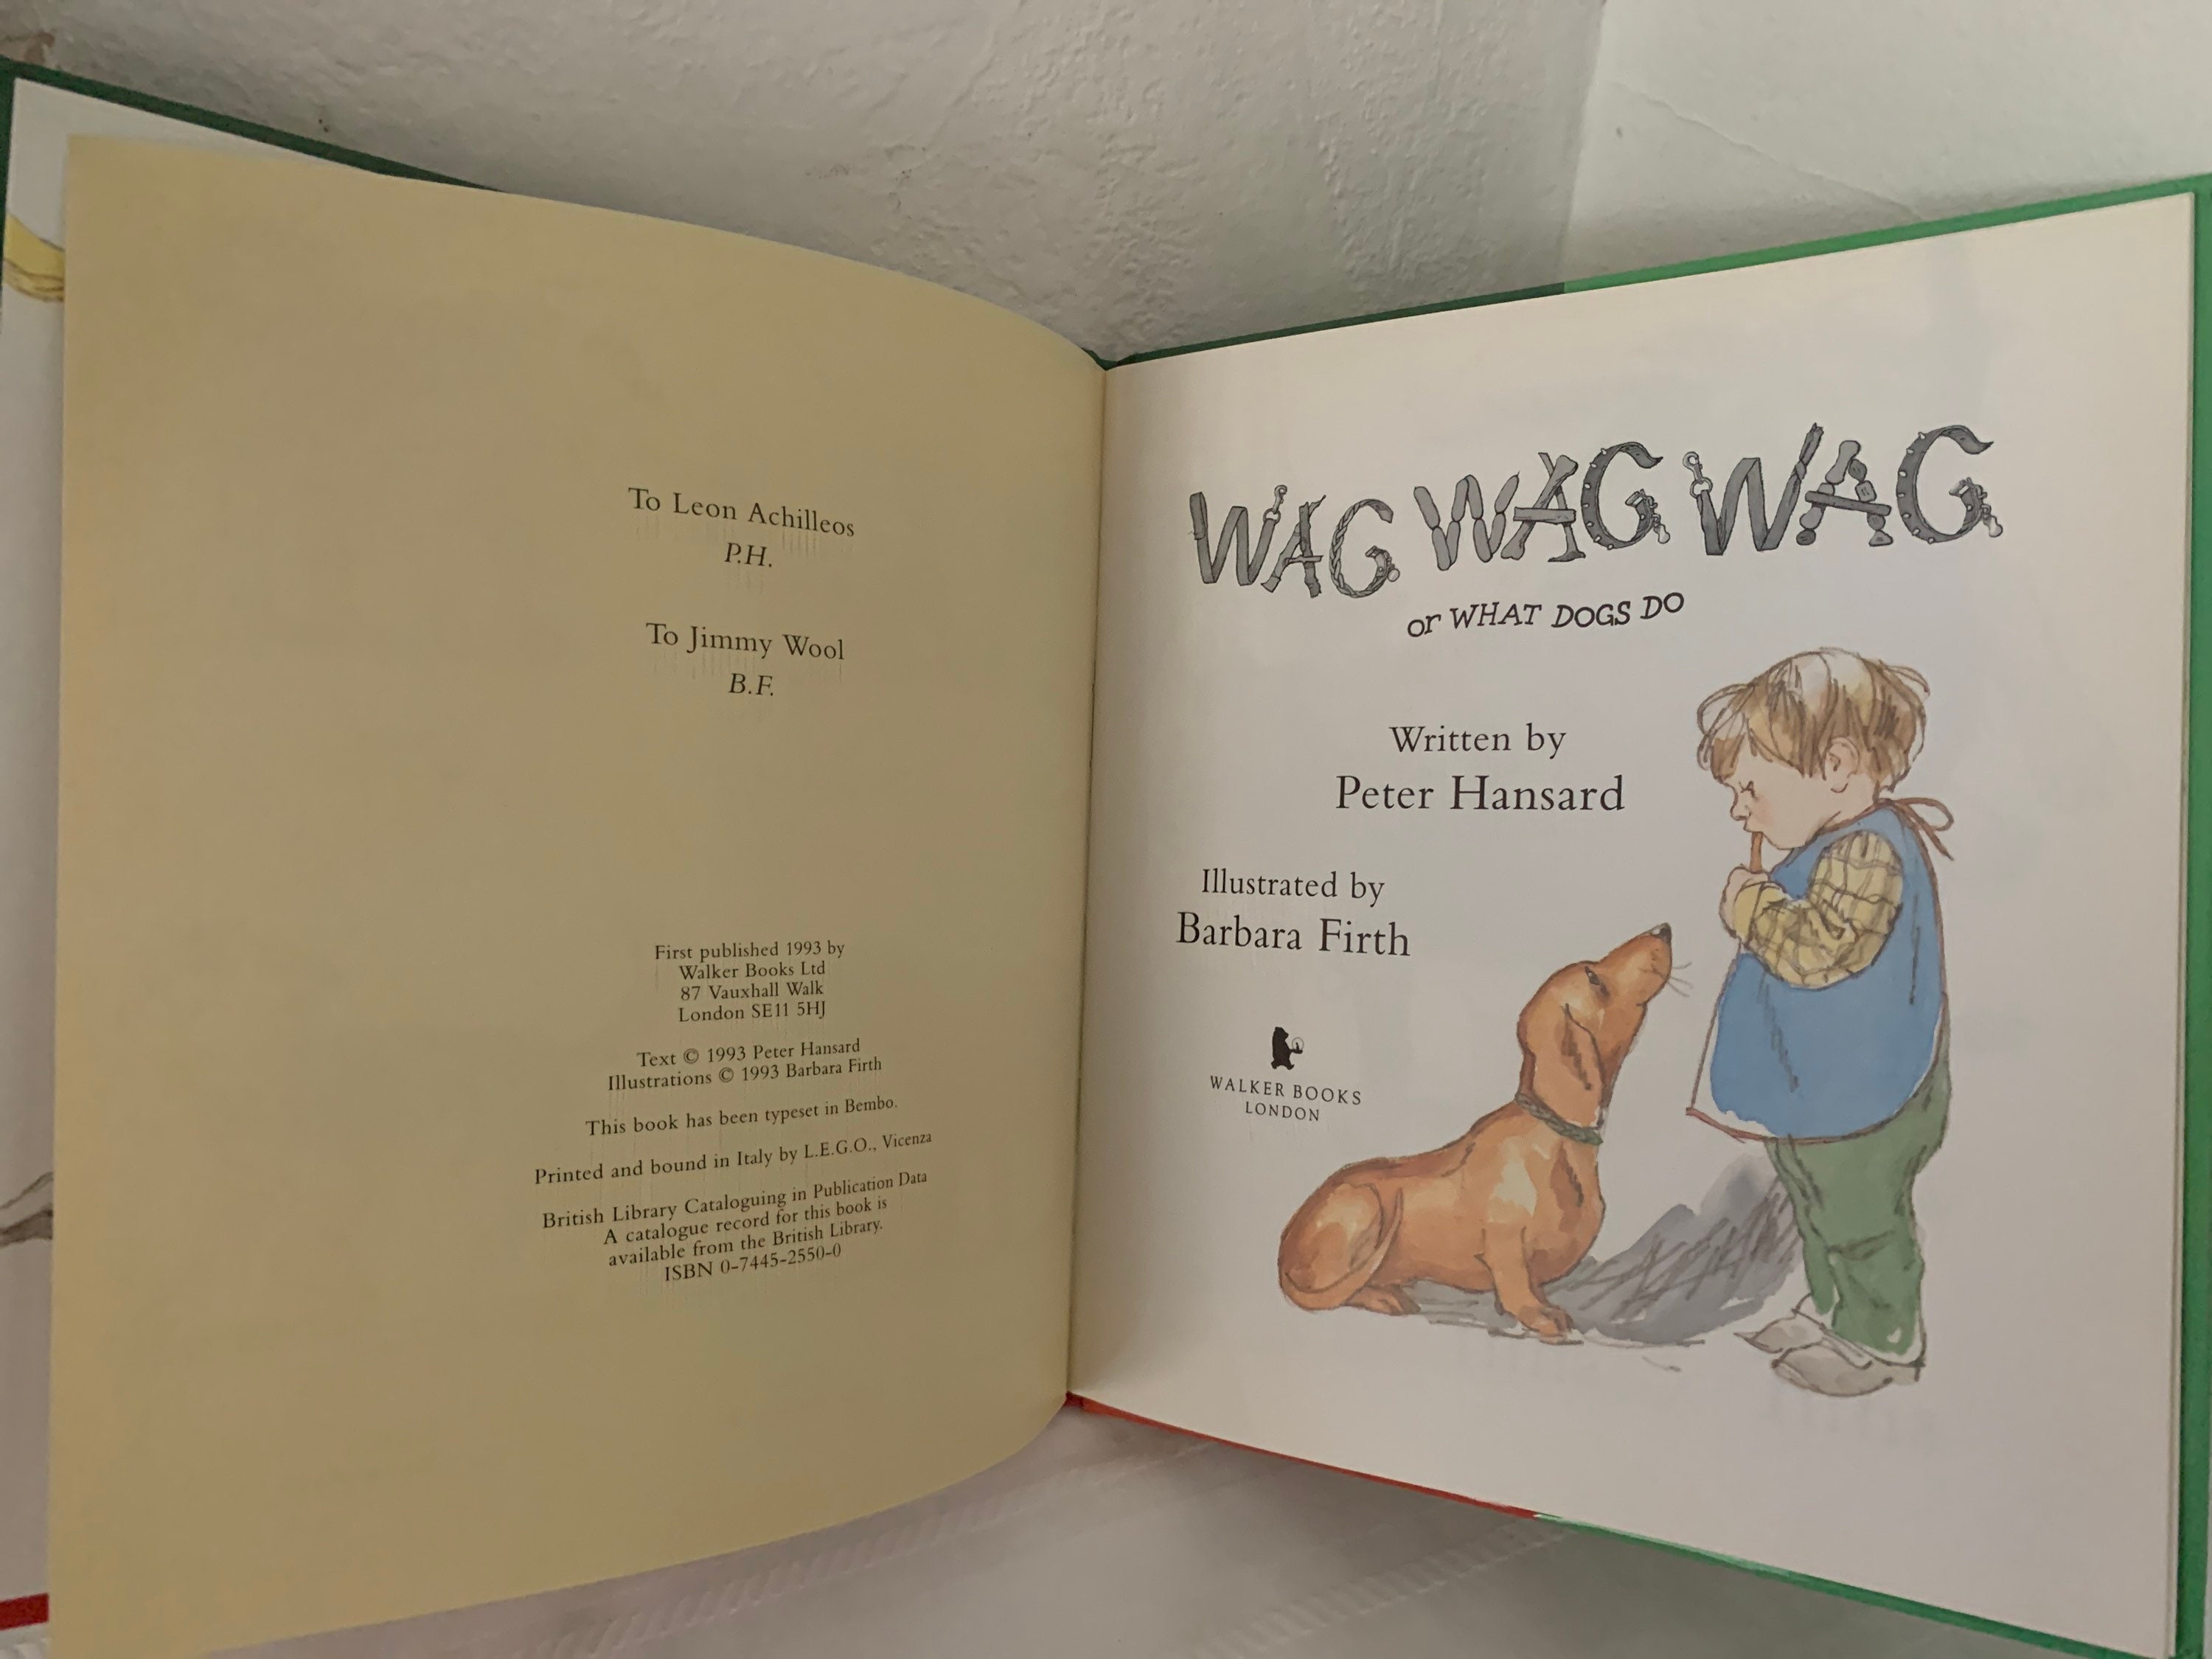 To Leon Achilleos
P.H.
To Jimmy Wool
B.F.
First published 1993 by
Walker Books Ltd
87 Vauxhall Walk
London SE11 5HJ
Text © 1993 Peter Hansard
Illustrations © 1993 Barbara Firth
This book has been typeset in Bembo.
Printed and bound in Italy by L.E.G.O., Vicenza
British Library Cataloguing in Publication Data
A catalogue record for this book is
available from the British Library.
ISBN 0-7445-2550-0
WAG WAG WAG
or WHAT DOGS DO
Written by
Peter Hansard
Illustrated by
Barbara Firth
WALKER BOOKS
LONDON